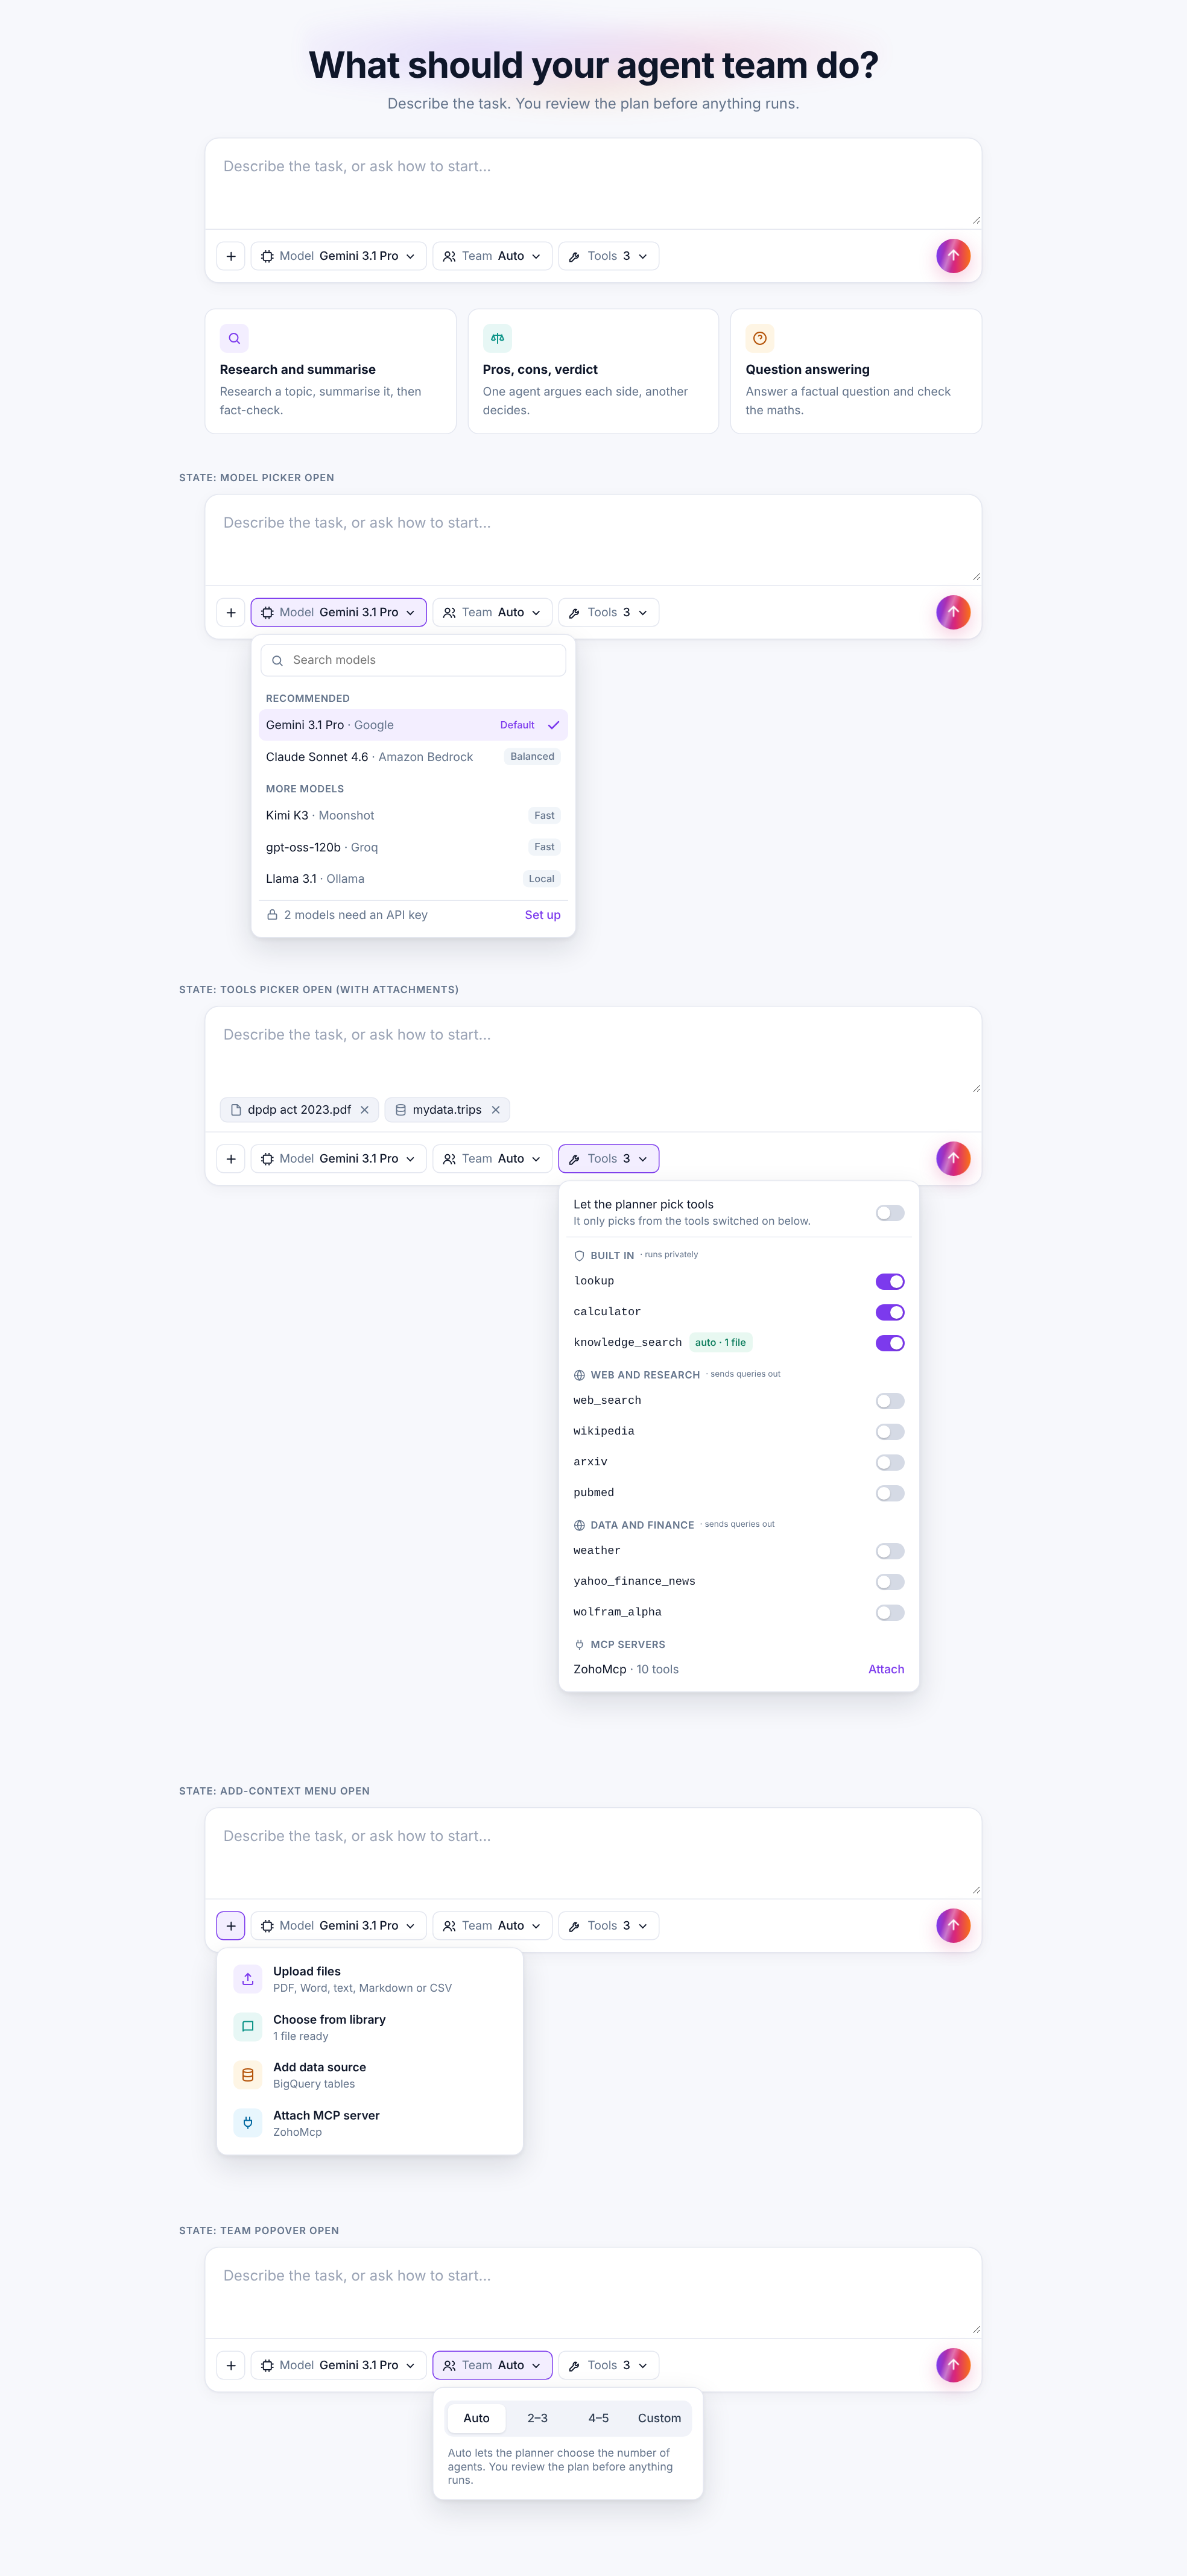 What should your agent team do?
Describe the task. You review the plan before anything runs.
Describe the task, or ask how to start...
Model Gemini 3.1 Pro Team Auto Tools 3
Research and summarise
Research a topic, summarise it, then
fact-check.
Pros, cons, verdict
One agent argues each side, another
decides.
Question answering
Answer a factual question and check
the maths.
STATE: MODEL PICKER OPEN
Describe the task, or ask how to start...
Model Gemini 3.1 Pro Team Auto Tools 3
Search models
RECOMMENDED
Gemini 3.1 Pro · Google Default
Claude Sonnet 4.6 · Amazon Bedrock Balanced
MORE MODELS
Kimi K3 · Moonshot Fast
gpt-oss-120b · Groq Fast
Llama 3.1 · Ollama Local
2 models need an API key Set up
STATE: TOOLS PICKER OPEN (WITH ATTACHMENTS)
Describe the task, or ask how to start...
dpdp act 2023.pdf mydata.trips
Model Gemini 3.1 Pro Team Auto Tools 3
Let the planner pick tools
It only picks from the tools switched on below.
BUILT IN · runs privately
lookup
calculator
knowledge_search auto · 1 file
WEB AND RESEARCH · sends queries out
web_search
wikipedia
arxiv
pubmed
DATA AND FINANCE · sends queries out
weather
yahoo_finance_news
wolfram_alpha
MCP SERVERS
ZohoMcp · 10 tools Attach
STATE: ADD-CONTEXT MENU OPEN
Describe the task, or ask how to start...
Model Gemini 3.1 Pro Team Auto Tools 3
Upload files
PDF, Word, text, Markdown or CSV
Choose from library
1 file ready
Add data source
BigQuery tables
Attach MCP server
ZohoMcp
STATE: TEAM POPOVER OPEN
Describe the task, or ask how to start...
Model Gemini 3.1 Pro Team Auto Tools 3
Auto 2–3 4–5 Custom
Auto lets the planner choose the number of
agents. You review the plan before anything
runs.